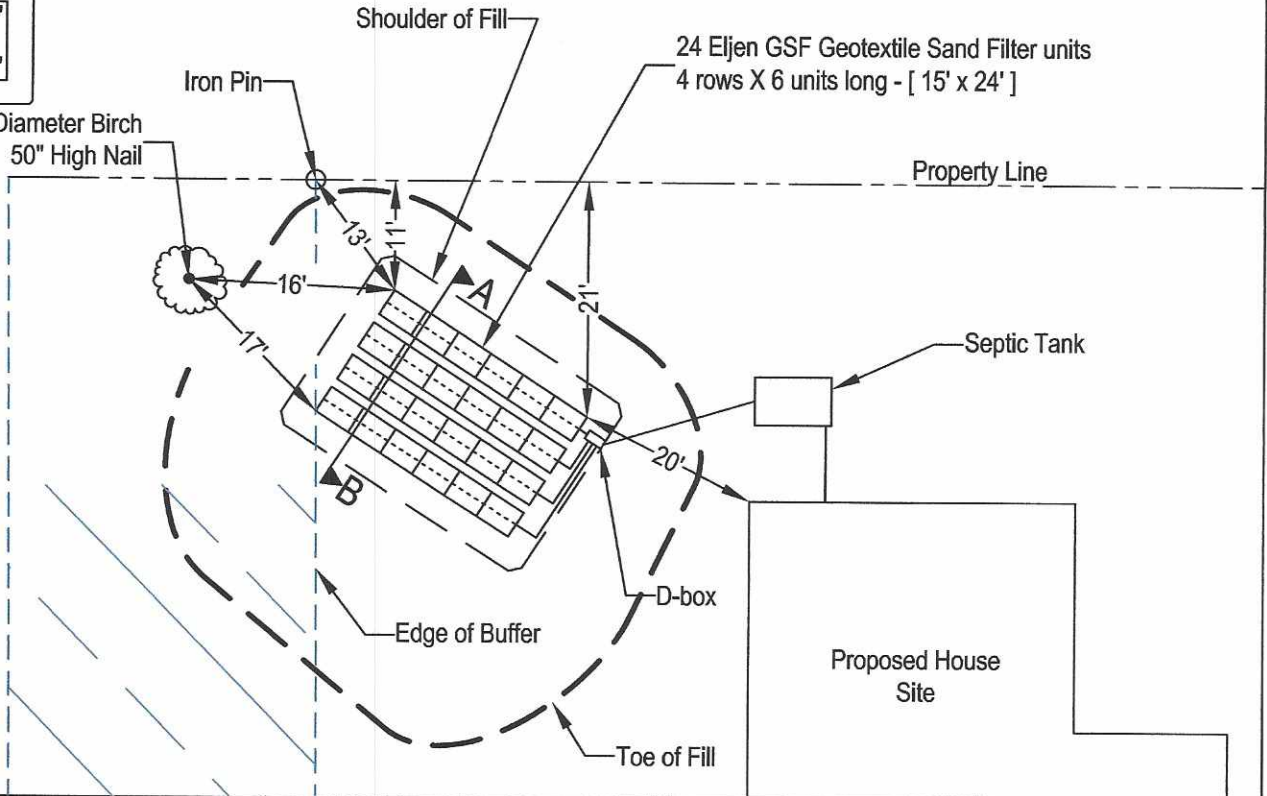 Shoulder of Fill
24 Eljen GSF Geotextile Sand Filter units
4 rows X 6 units long - [ 15' x 24' ]
Iron Pin
Diameter Birch
50" High Nail
Property Line
13'
11'
16'
21'
A
17'
Septic Tank
20'
B
D-box
Edge of Buffer
Proposed House
Site
Toe of Fill